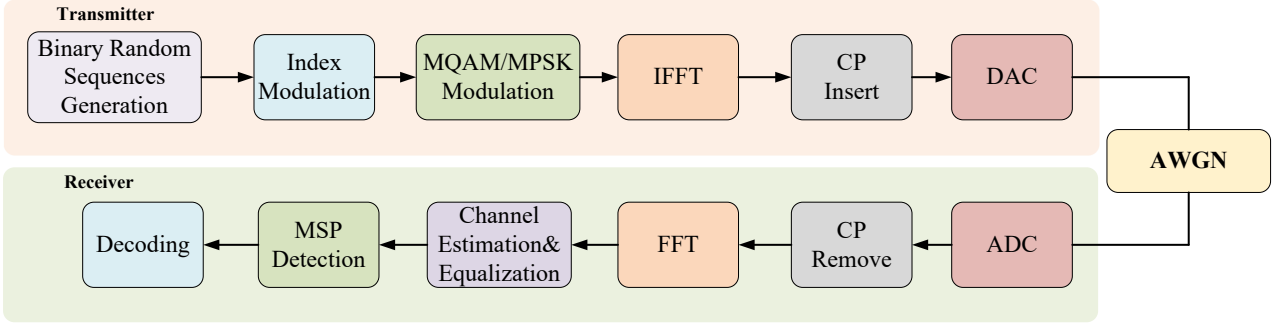 Transmitter
Binary Random
Sequences
Generation
Index
Modulation
MQAM/MPSK
Modulation
IFFT
CP
Insert
DAC
AWGN
Receiver
Decoding
MSP
Detection
Channel
Estimation&
Equalization
FFT
CP
Remove
ADC